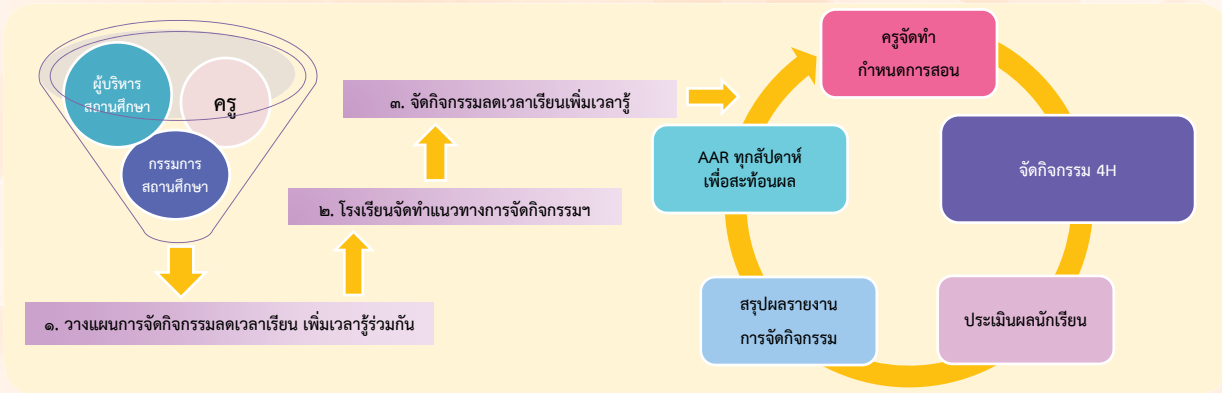 ผู้บริหาร
สถานศึกษา
ครู
กรรมการ
สถานศึกษา
๑. วางแผนการจัดกิจกรรมลดเวลาเรียน เพิ่มเวลารู้ร่วมกัน
๒. โรงเรียนจัดทำแนวทางการจัดกิจกรรมฯ
๓. จัดกิจกรรมลดเวลาเรียนเพิ่มเวลารู้
ครูจัดทำ
กำหนดการสอน
จัดกิจกรรม 4H
ประเมินผลนักเรียน
สรุปผลรายงาน
การจัดกิจกรรม
AAR ทุกสัปดาห์
เพื่อสะท้อนผล